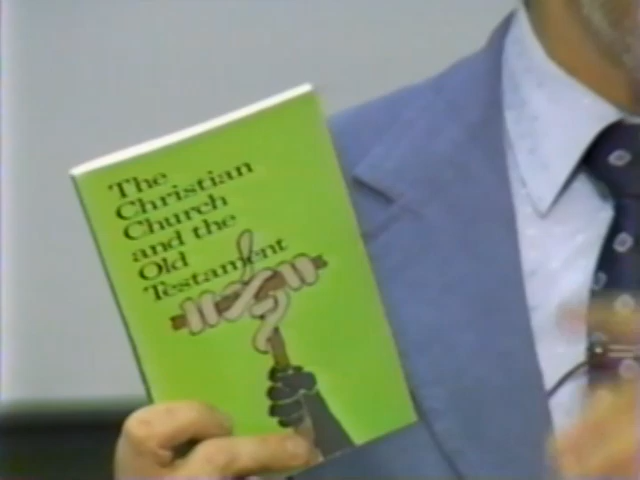 The
Christian
Church
and the
Old
Testament